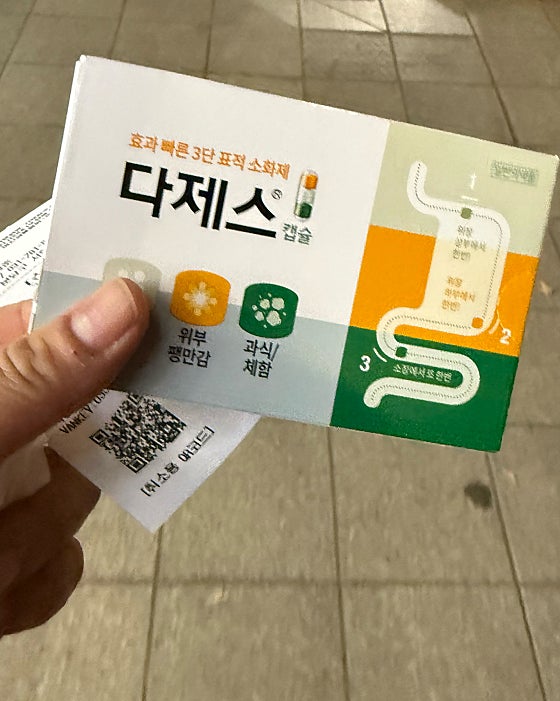 효과 빠른 3단 표적 소화제
다제스®
캡슐
위부
팽만감
과식/
체함
일반의약품
1
위장
상부에서
한번!
위장
하부에서
한번!
2
3
소장에서 또 한번!
[취소용 QR코드]